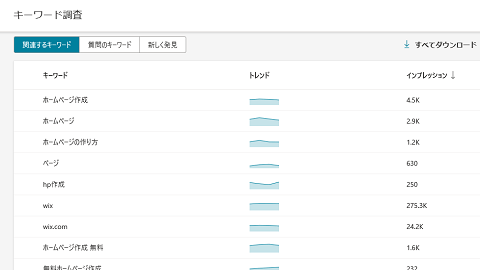 キーワード調査
関連するキーワード 質問のキーワード 新しく発見 すべてダウンロード
キーワード トレンド インプレッション ↓
ホームページ作成 4.5K
ホームページ 2.9K
ホームページの作り方 1.2K
ページ 630
hp作成 250
wix 275.3K
wix.com 24.2K
ホームページ作成 無料 1.6K
無料ホームページ作成 232